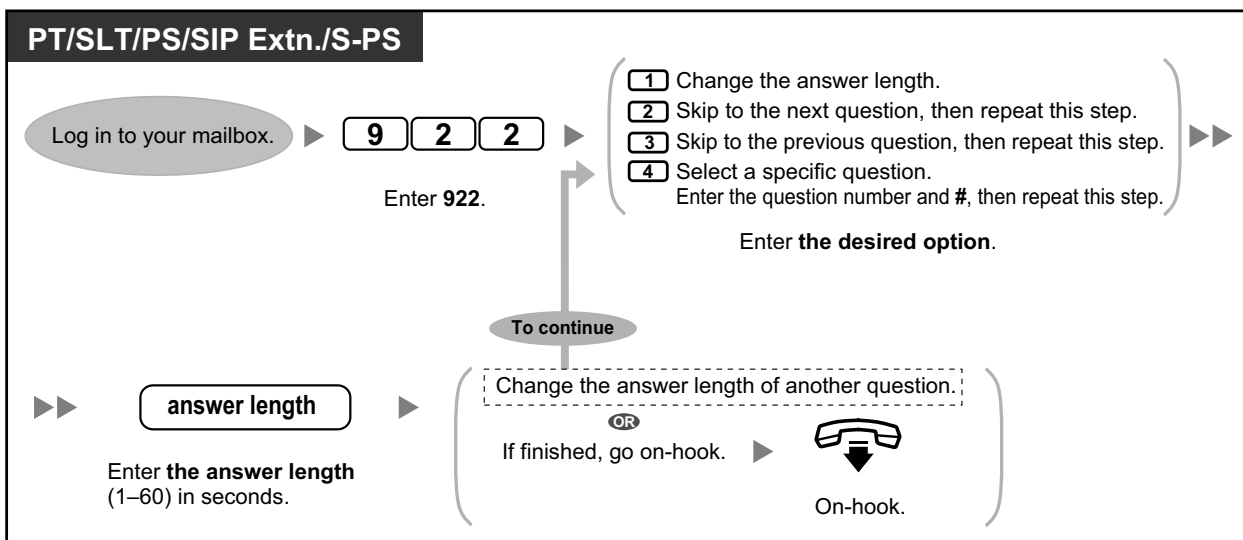 PT/SLT/PS/SIP Extn./S-PS
Log in to your mailbox.
9 2 2
Enter 922.
1 Change the answer length.
2 Skip to the next question, then repeat this step.
3 Skip to the previous question, then repeat this step.
4 Select a specific question.
Enter the question number and #, then repeat this step.
Enter the desired option.
To continue
answer length
Enter the answer length
(1–60) in seconds.
Change the answer length of another question.
OR
If finished, go on-hook.
On-hook.